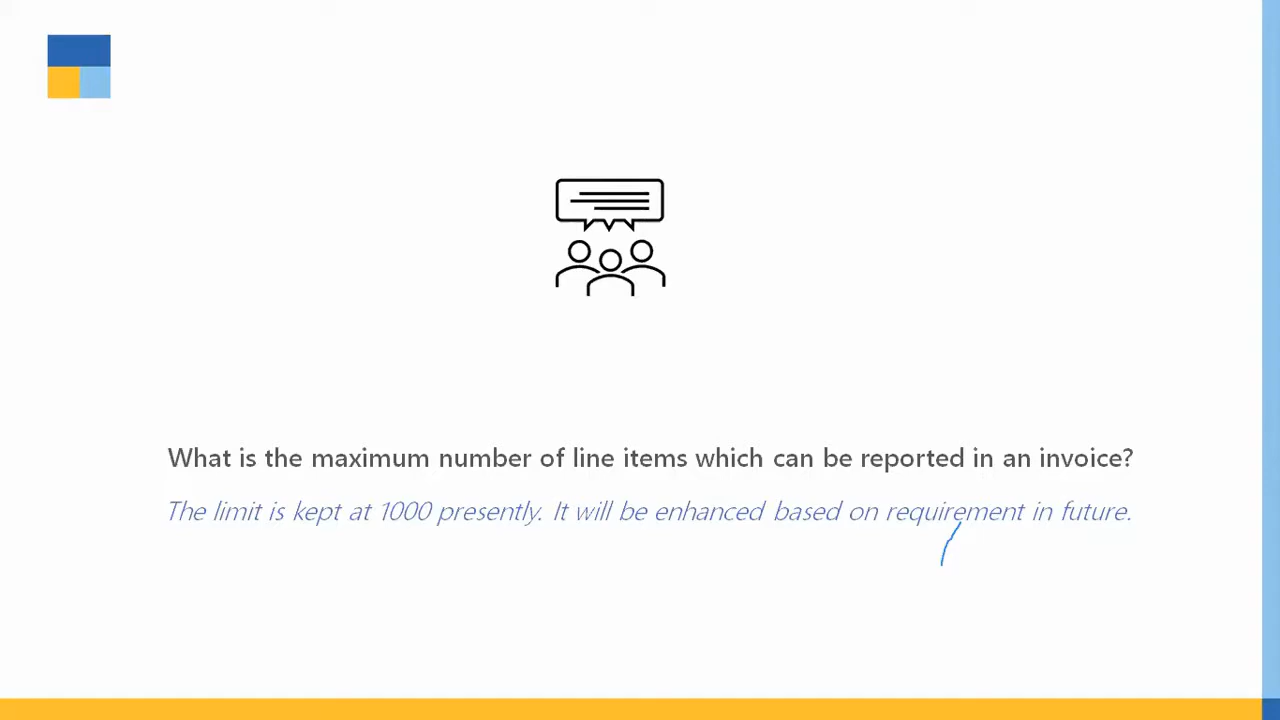 What is the maximum number of line items which can be reported in an invoice?
The limit is kept at 1000 presently. It will be enhanced based on requirement in future.